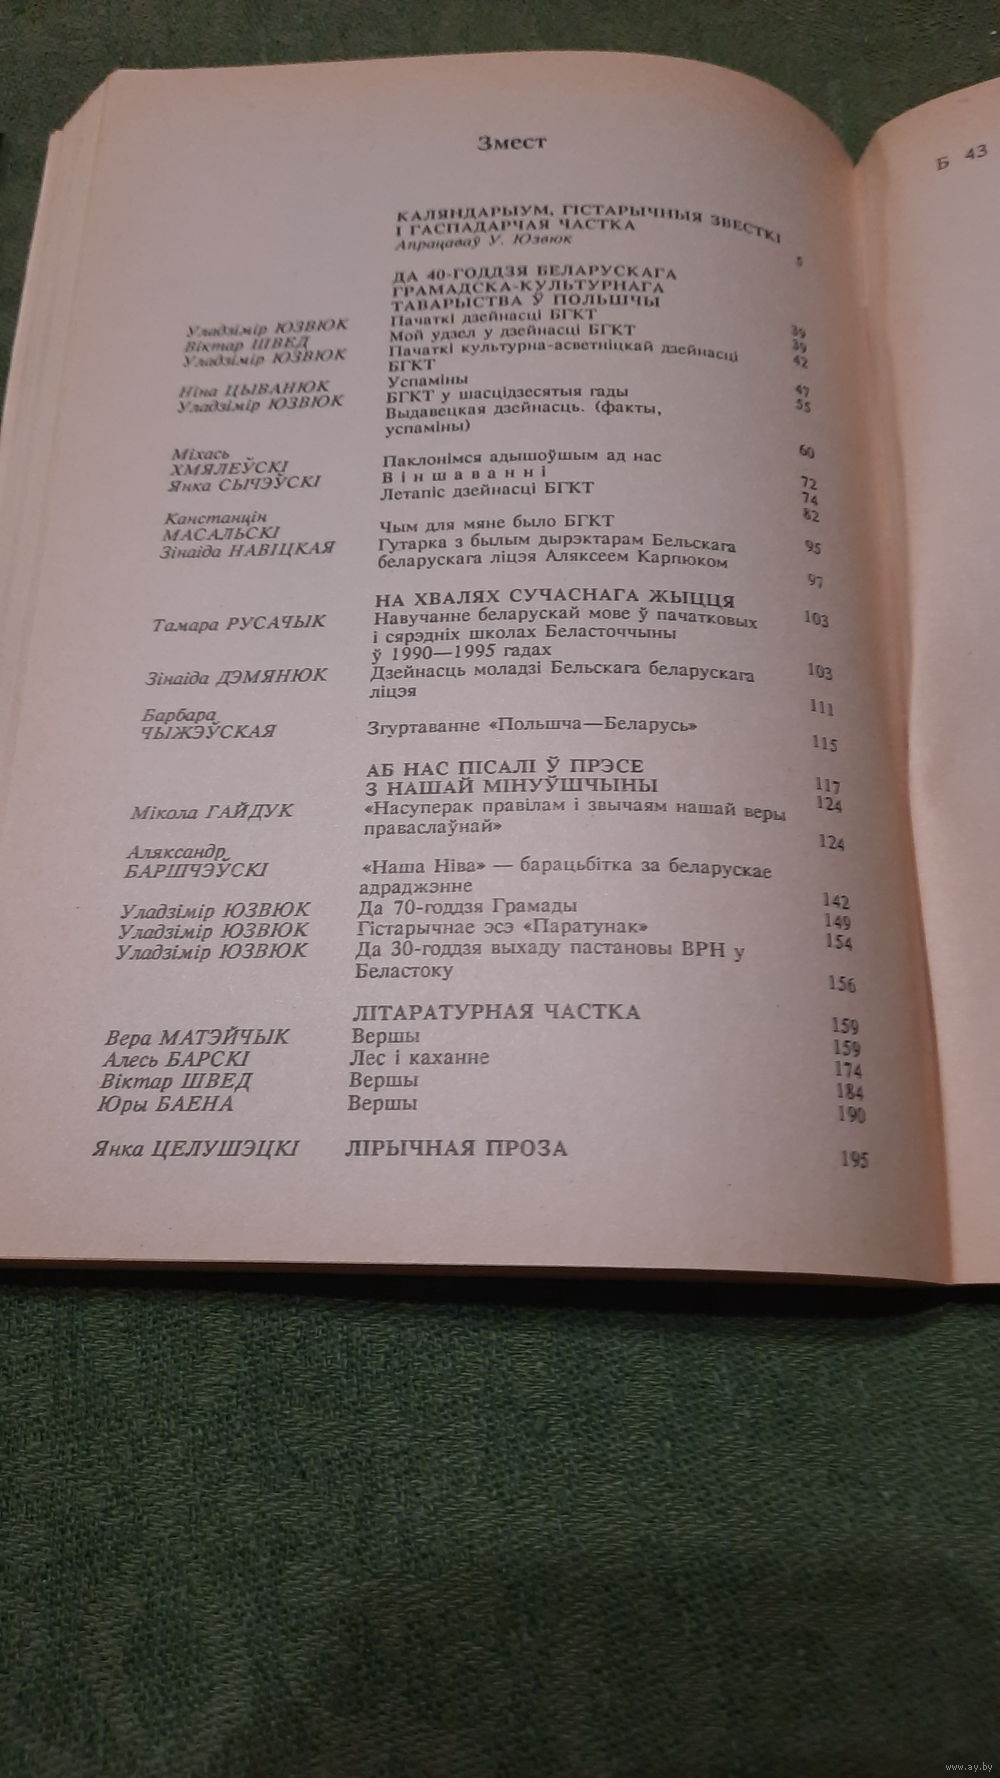 Змест
КАЛЯНДАРЫУМ, ГІСТАРЫЧНЫЯ ЗВЕСТКІ
І ГАСПАДАРЧАЯ ЧАСТКА
Апрацаваў У. Юзвюк 5
ДА 40-ГОДДЗЯ БЕЛАРУСКАГА
ГРАМАДСКА-КУЛЬТУРНАГА
ТАВАРЫСТВА Ў ПОЛЬШЧЫ 39
Уладзімір ЮЗВЮК Пачаткі дзейнасці БГКТ 39
Віктар ШВЕД Мой удзел у дзейнасці БГКТ 42
Уладзімір ЮЗВЮК Пачаткі культурна-асветніцкай дзейнасці
БГКТ 47
Ніна ЦЫВАНЮК Успаміны 55
Уладзімір ЮЗВЮК БГКТ у шасцідзесятыя гады
Выдавецкая дзейнасць. (факты,
успаміны) 60
Міхась
ХМЯЛЕЎСКІ Паклонімся адышоўшым ад нас 72
Янка СЫЧЭЎСКІ Віншаванні 74
Летапіс дзейнасці БГКТ 82
Канстанцін
МАСАЛЬСКІ Чым для мяне было БГКТ 95
Зінаіда НАВІЦКАЯ Гутарка з былым дырэктарам Бельскага
беларускага ліцэя Аляксеем Карпюком 97
НА ХВАЛЯХ СУЧАСНАГА ЖЫЦЦЯ 103
Тамара РУСАЧЫК Навучанне беларускай мове ў пачатковых
і сярэдніх школах Беласточчыны
ў 1990—1995 гадах 103
Зінаіда ДЭМЯНЮК Дзейнасць моладзі Бельскага беларускага
ліцэя 111
Барбара
ЧЫЖЭЎСКАЯ Згуртаванне «Польшча—Беларусь» 115
АБ НАС ПІСАЛІ Ў ПРЭСЕ 117
З НАШАЙ МІНУЎШЧЫНЫ 124
Мікола ГАЙДУК «Насуперак правілам і звычаям нашай веры
праваслаўнай» 124
Аляксандр
БАРШЧЭЎСКІ «Наша Ніва» — барацьбітка за беларускае
адраджэнне 142
Уладзімір ЮЗВЮК Да 70-годдзя Грамады 149
Уладзімір ЮЗВЮК Гістарычнае эсэ «Паратунак» 154
Уладзімір ЮЗВЮК Да 30-годдзя выхаду пастановы ВРН у
Беластоку 156
ЛІТАРАТУРНАЯ ЧАСТКА 159
Вера МАТЭЙЧЫК Вершы 159
Алесь БАРСКІ Лес і каханне 174
Віктар ШВЕД Вершы 184
Юры БАЕНА Вершы 190
Янка ЦЕЛУШЭЦКІ ЛІРЫЧНАЯ ПРОЗА 195
Б 43
www.ay.by